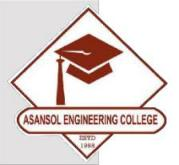 ASANSOL ENGINEERING COLLEGE
ESTD
1998